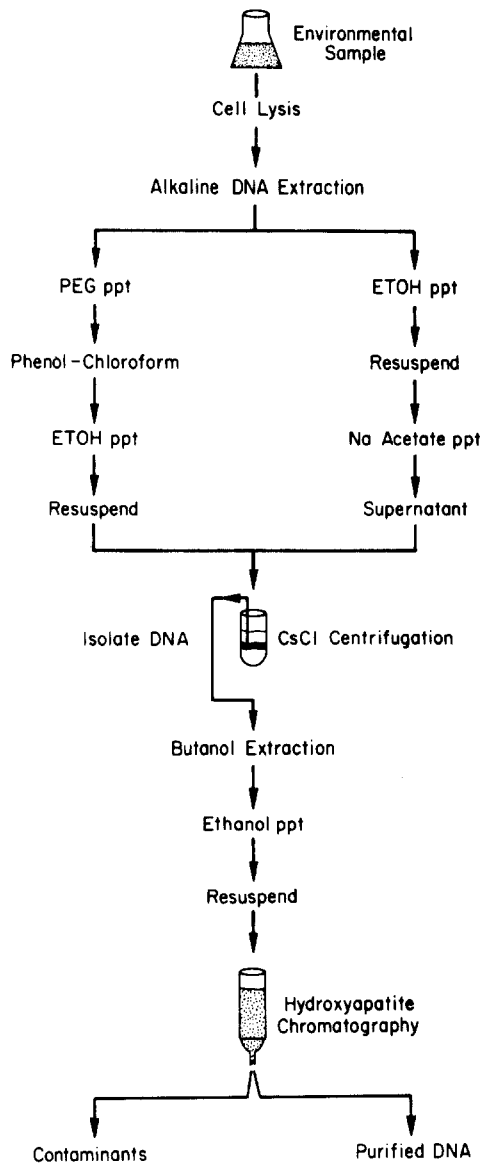 Environmental
Sample
Cell Lysis
Alkaline DNA Extraction
PEG ppt
ETOH ppt
Phenol-Chloroform
Resuspend
ETOH ppt
Na Acetate ppt
Resuspend
Supernatant
Isolate DNA
CsCl Centrifugation
Butanol Extraction
Ethanol ppt
Resuspend
Hydroxyapatite
Chromatography
Contaminants
Purified DNA